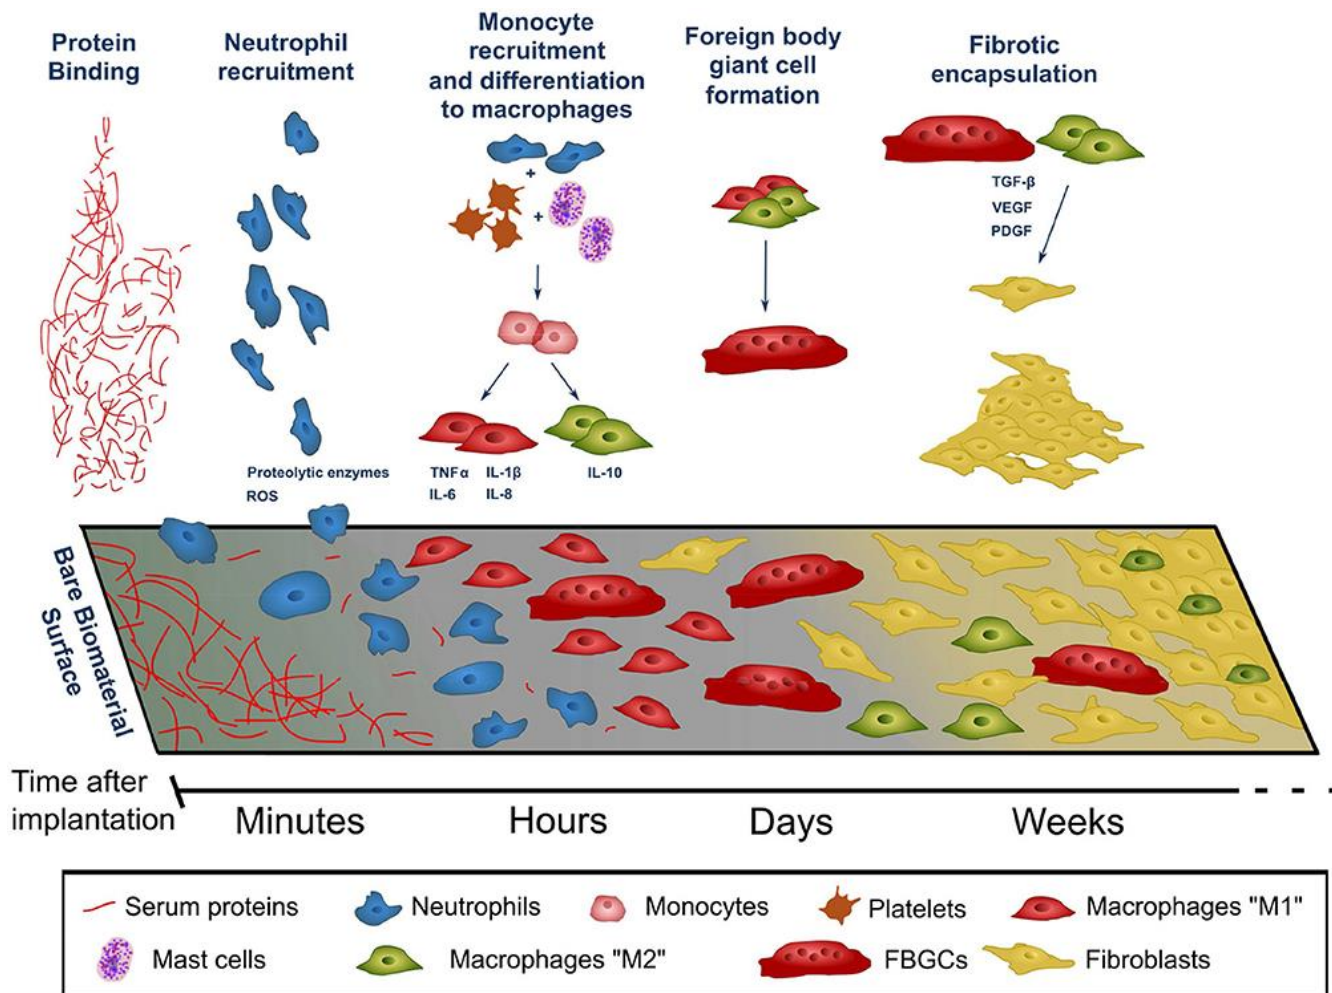 Protein
Binding
Neutrophil
recruitment
Monocyte
recruitment
and differentiation
to macrophages
Foreign body
giant cell
formation
Fibrotic
encapsulation
+
+
TGF-β
VEGF
PDGF
Proteolytic enzymes
ROS
TNFα IL-1β
IL-6 IL-8
IL-10
Bare Biomaterial
Surface
Time after
implantation
Minutes
Hours
Days
Weeks
Serum proteins
Neutrophils
Monocytes
Platelets
Macrophages "M1"
Mast cells
Macrophages "M2"
FBGCs
Fibroblasts